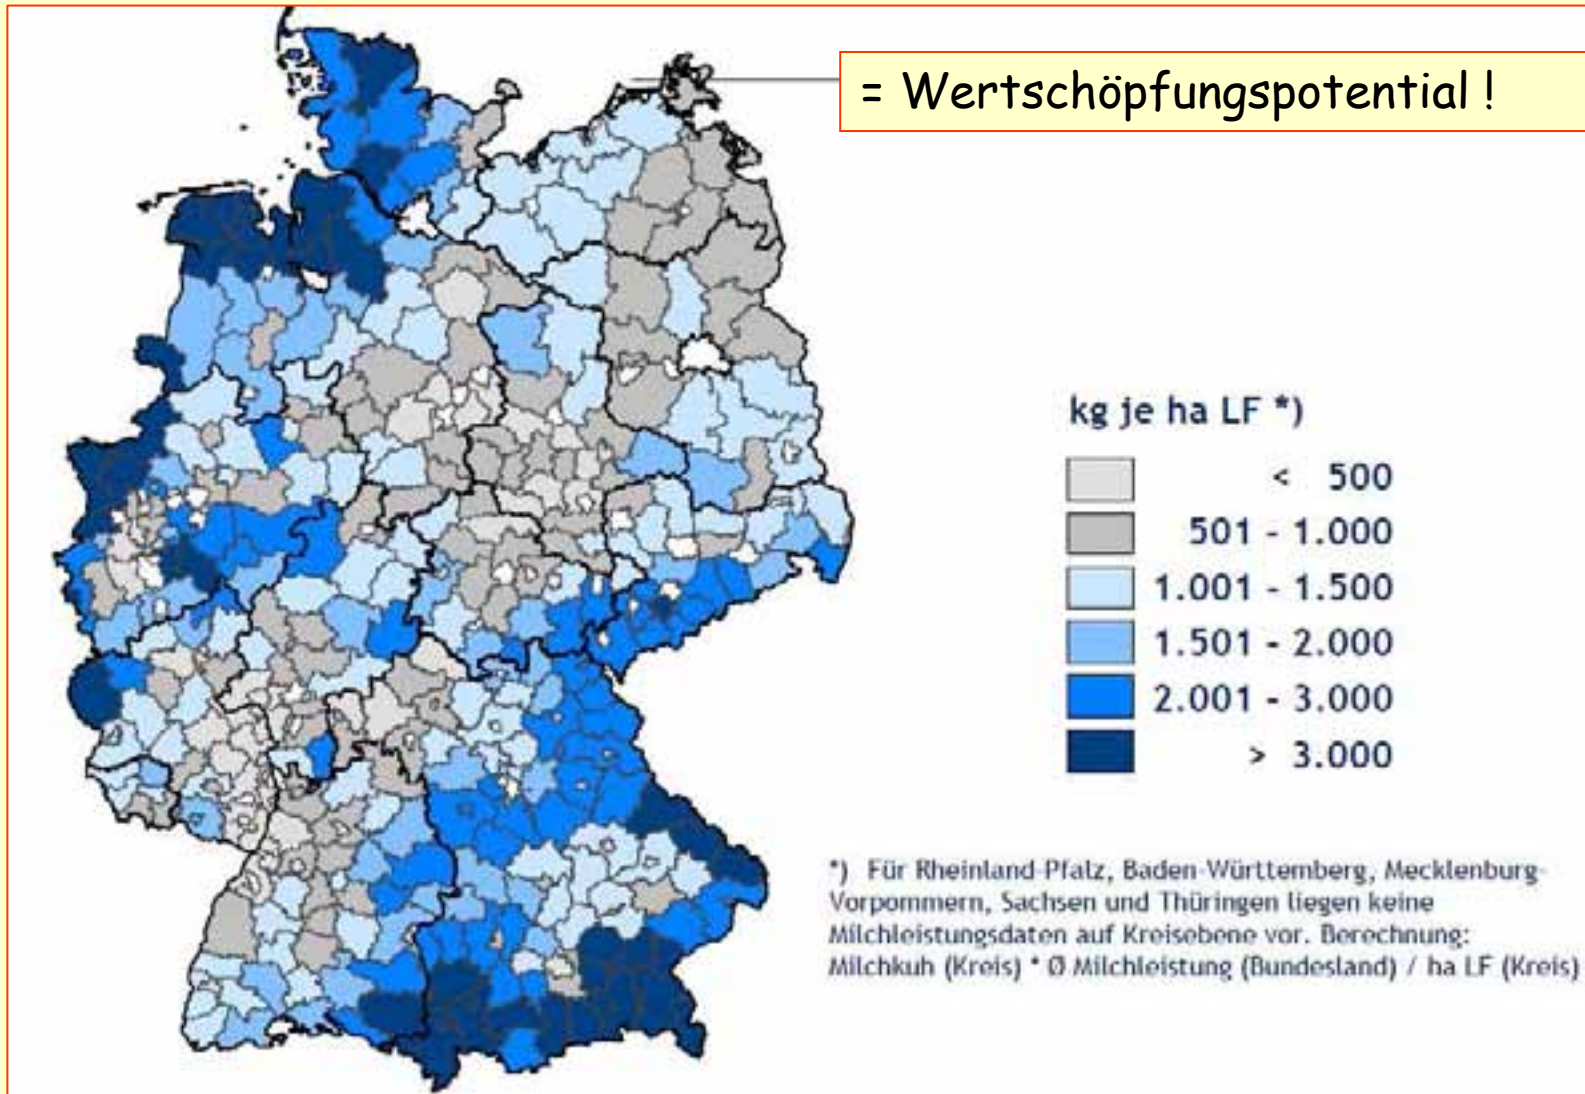 = Wertschöpfungspotential !
kg je ha LF *)
< 500
501 - 1.000
1.001 - 1.500
1.501 - 2.000
2.001 - 3.000
> 3.000
*) Für Rheinland-Pfalz, Baden-Württemberg, Mecklenburg-
Vorpommern, Sachsen und Thüringen liegen keine
Milchleistungsdaten auf Kreisebene vor. Berechnung:
Milchkuh (Kreis) * Ø Milchleistung (Bundesland) / ha LF (Kreis)